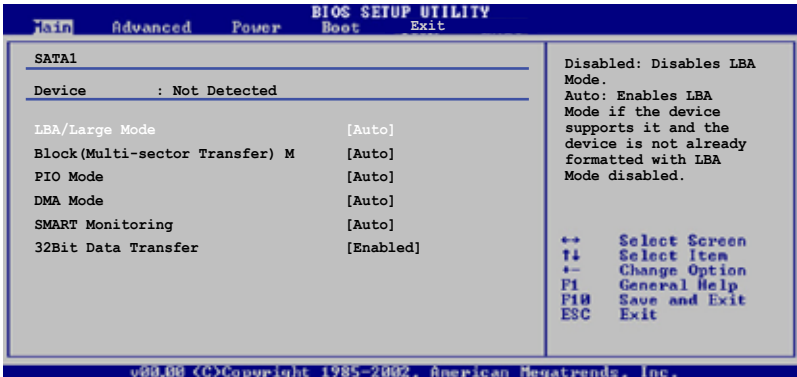 BIOS SETUP UTILITY
Main Advanced Power Boot Exit
SATA1
Device : Not Detected
LBA/Large Mode [Auto]
Block(Multi-sector Transfer) M [Auto]
PIO Mode [Auto]
DMA Mode [Auto]
SMART Monitoring [Auto]
32Bit Data Transfer [Enabled]
Disabled: Disables LBA
Mode.
Auto: Enables LBA
Mode if the device
supports it and the
device is not already
formatted with LBA
Mode disabled.
←→ Select Screen
↑↓ Select Item
+- Change Option
F1 General Help
F10 Save and Exit
ESC Exit
v00.00 (C)Copyright 1985-2002, American Megatrends, Inc.